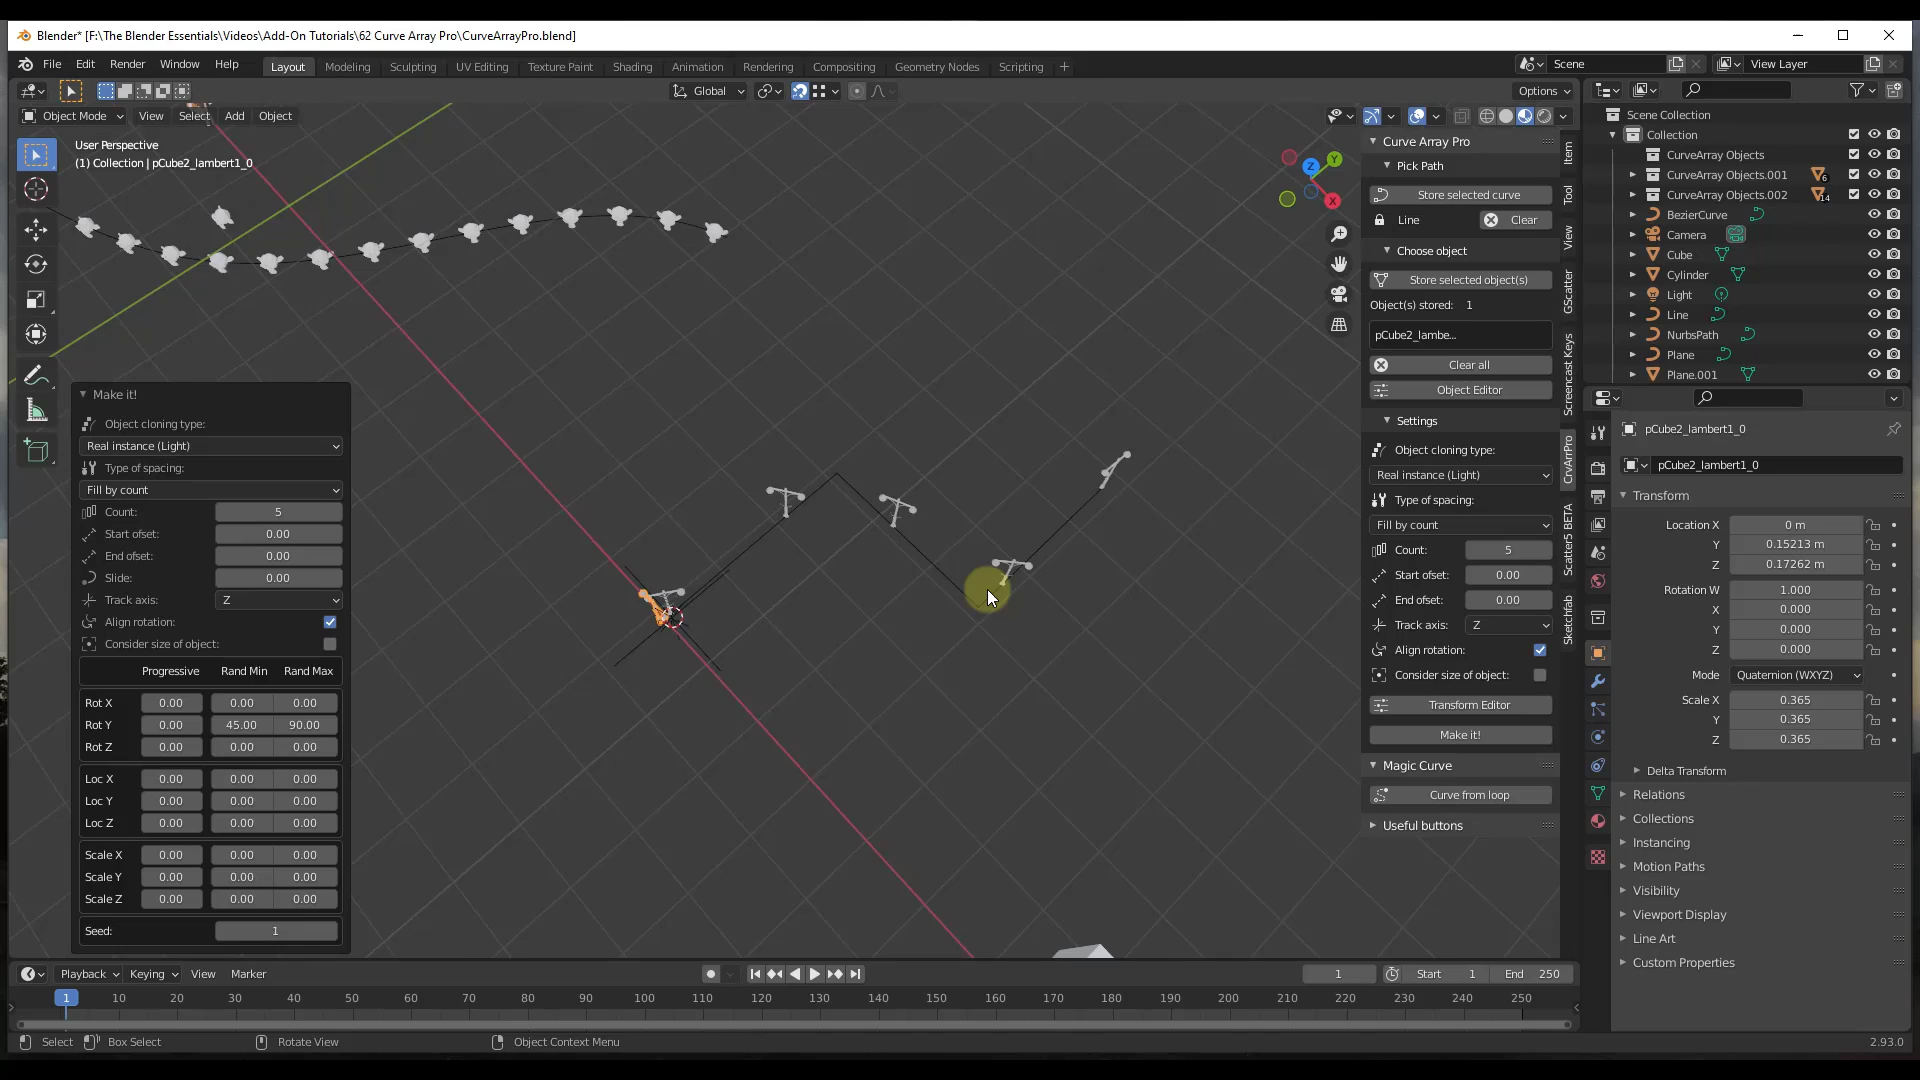 Blender* [F:\The Blender Essentials\Videos\Add-On Tutorials\62 Curve Array Pro\CurveArrayPro.blend]
File Edit Render Window Help Layout Modeling Sculpting UV Editing Texture Paint Shading Animation Rendering Compositing Geometry Nodes Scripting + Scene View Layer
Global Options
Object Mode View Select Add Object
User Perspective
(1) Collection | pCube2_lambert1_0
Z Y X
Make it!
Object cloning type:
Real instance (Light)
Type of spacing:
Fill by count
Count: 5
Start ofset: 0.00
End ofset: 0.00
Slide: 0.00
Track axis: Z
Align rotation:
Consider size of object:
Progressive Rand Min Rand Max
Rot X 0.00 0.00 0.00
Rot Y 0.00 45.00 90.00
Rot Z 0.00 0.00 0.00
Loc X 0.00 0.00 0.00
Loc Y 0.00 0.00 0.00
Loc Z 0.00 0.00 0.00
Scale X 0.00 0.00 0.00
Scale Y 0.00 0.00 0.00
Scale Z 0.00 0.00 0.00
Seed: 1
Curve Array Pro
Pick Path
Store selected curve
Line Clear
Choose object
Store selected object(s)
Object(s) stored: 1
pCube2_lambe...
Clear all
Object Editor
Settings
Object cloning type:
Real instance (Light)
Type of spacing:
Fill by count
Count: 5
Start ofset: 0.00
End ofset: 0.00
Track axis: Z
Align rotation:
Consider size of object:
Transform Editor
Make it!
Magic Curve
Curve from loop
Useful buttons
Item
Tool
View
GScatter
Screencast Keys
CrvArrPro
Scatter5 BETA
Sketchfab
Scene Collection
Collection
CurveArray Objects
CurveArray Objects.001 6
CurveArray Objects.002 14
BezierCurve
Camera
Cube
Cylinder
Light
Line
NurbsPath
Plane
Plane.001
pCube2_lambert1_0
pCube2_lambert1_0
Transform
Location X 0 m
Y 0.15213 m
Z 0.17262 m
Rotation W 1.000
X 0.000
Y 0.000
Z 0.000
Mode Quaternion (WXYZ)
Scale X 0.365
Y 0.365
Z 0.365
Delta Transform
Relations
Collections
Instancing
Motion Paths
Visibility
Viewport Display
Line Art
Custom Properties
Playback Keying View Marker 1 Start 1 End 250
1 10 20 30 40 50 60 70 80 90 100 110 120 130 140 150 160 170 180 190 200 210 220 230 240 250
Select Box Select Rotate View Object Context Menu 2.93.0